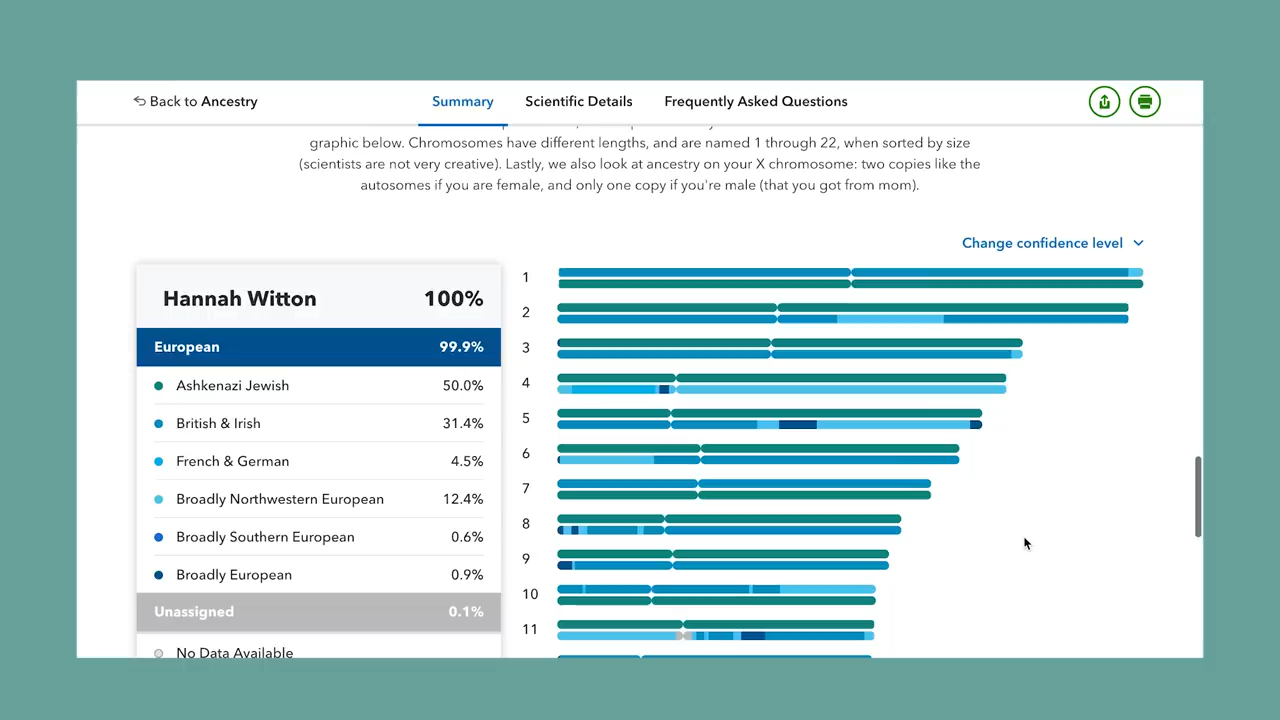 Back to Ancestry
Summary
Scientific Details
Frequently Asked Questions
graphic below. Chromosomes have different lengths, and are named 1 through 22, when sorted by size
(scientists are not very creative). Lastly, we also look at ancestry on your X chromosome: two copies like the
autosomes if you are female, and only one copy if you're male (that you got from mom).
Change confidence level
Hannah Witton 100%
European 99.9%
Ashkenazi Jewish 50.0%
British & Irish 31.4%
French & German 4.5%
Broadly Northwestern European 12.4%
Broadly Southern European 0.6%
Broadly European 0.9%
Unassigned 0.1%
No Data Available
1
2
3
4
5
6
7
8
9
10
11